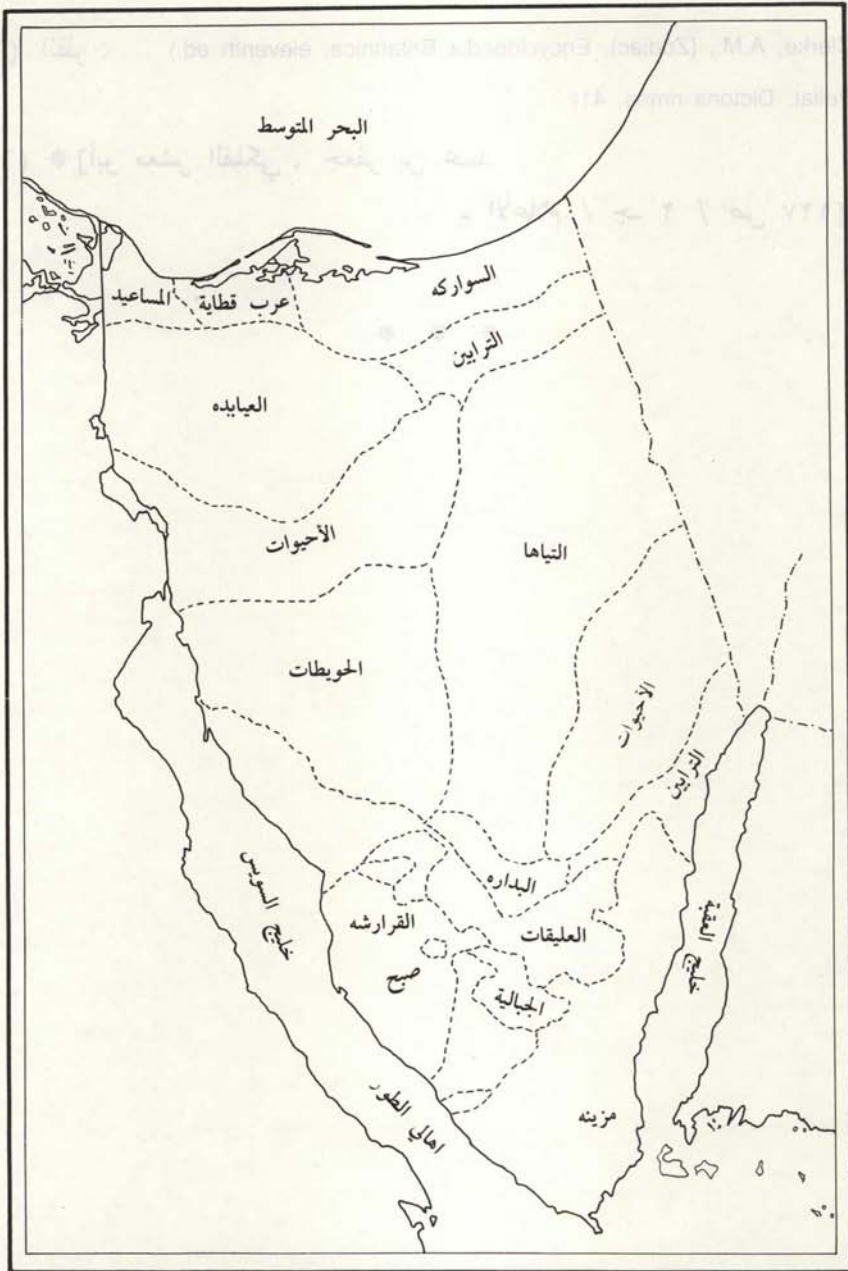 البحر المتوسط
السواركه
عرب قطاية
المساعيد
الترابين
العيابده
الأحيوات
التياها
الحويطات
الأحيوات
الترابين
البداره
خليج السويس
القرارشه
العليقات
خليج العقبة
صبح
الجبالية
اهالي الطور
مزينه